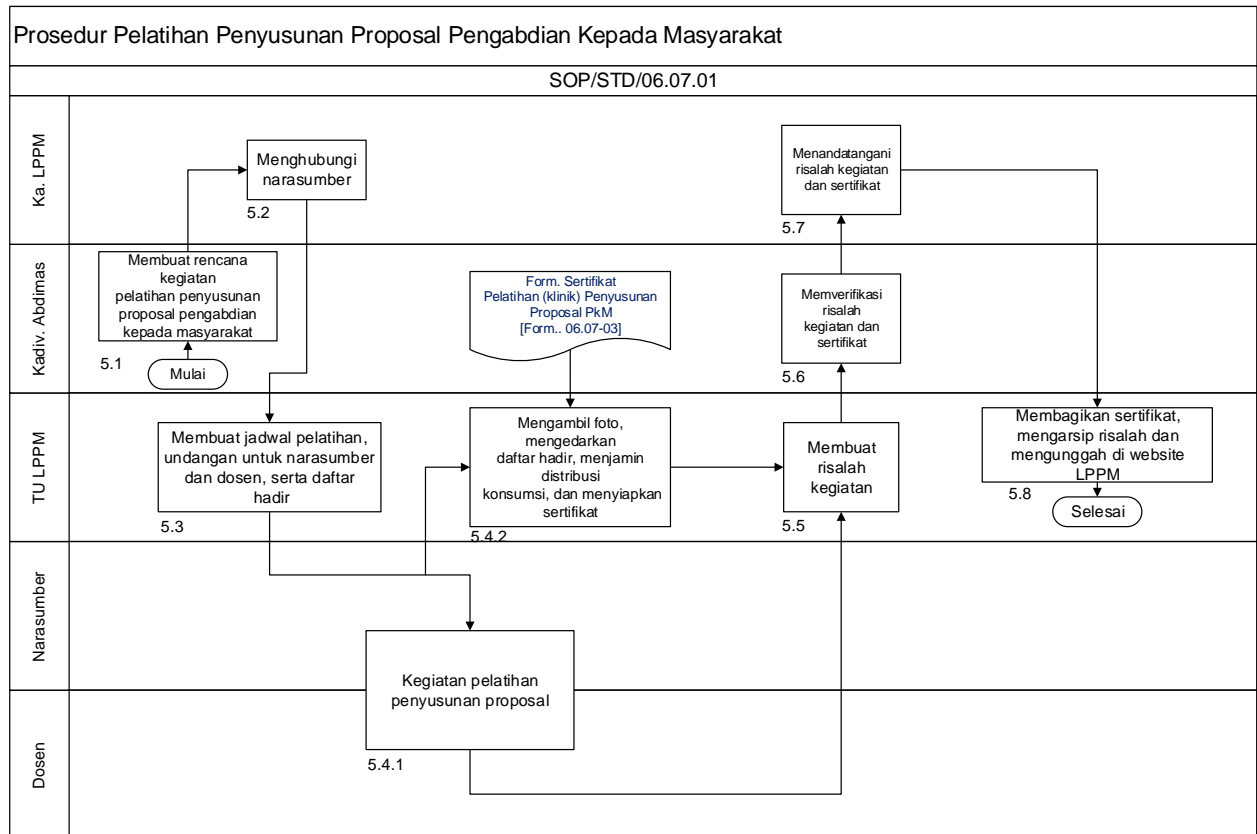 Prosedur Pelatihan Penyusunan Proposal Pengabdian Kepada Masyarakat
SOP/STD/06.07.01
Ka. LPPM
Menghubungi
narasumber
5.2
Menandatangani
risalah kegiatan
dan sertifikat
5.7
Kadiv. Abdimas
Membuat rencana
kegiatan
pelatihan penyusunan
proposal pengabdian
kepada masyarakat
5.1
Mulai
Form. Sertifikat
Pelatihan (klinik) Penyusunan
Proposal PkM
[Form.. 06.07-03]
Memverifikasi
risalah
kegiatan dan
sertifikat
5.6
TU LPPM
Membuat jadwal pelatihan,
undangan untuk narasumber
dan dosen, serta daftar
hadir
5.3
Mengambil foto,
mengedarkan
daftar hadir, menjamin
distribusi
konsumsi, dan menyiapkan
sertifikat
5.4.2
Membuat
risalah
kegiatan
5.5
Membagikan sertifikat,
mengarsip risalah dan
mengunggah di website
LPPM
5.8
Selesai
Narasumber
Kegiatan pelatihan
penyusunan proposal
5.4.1
Dosen